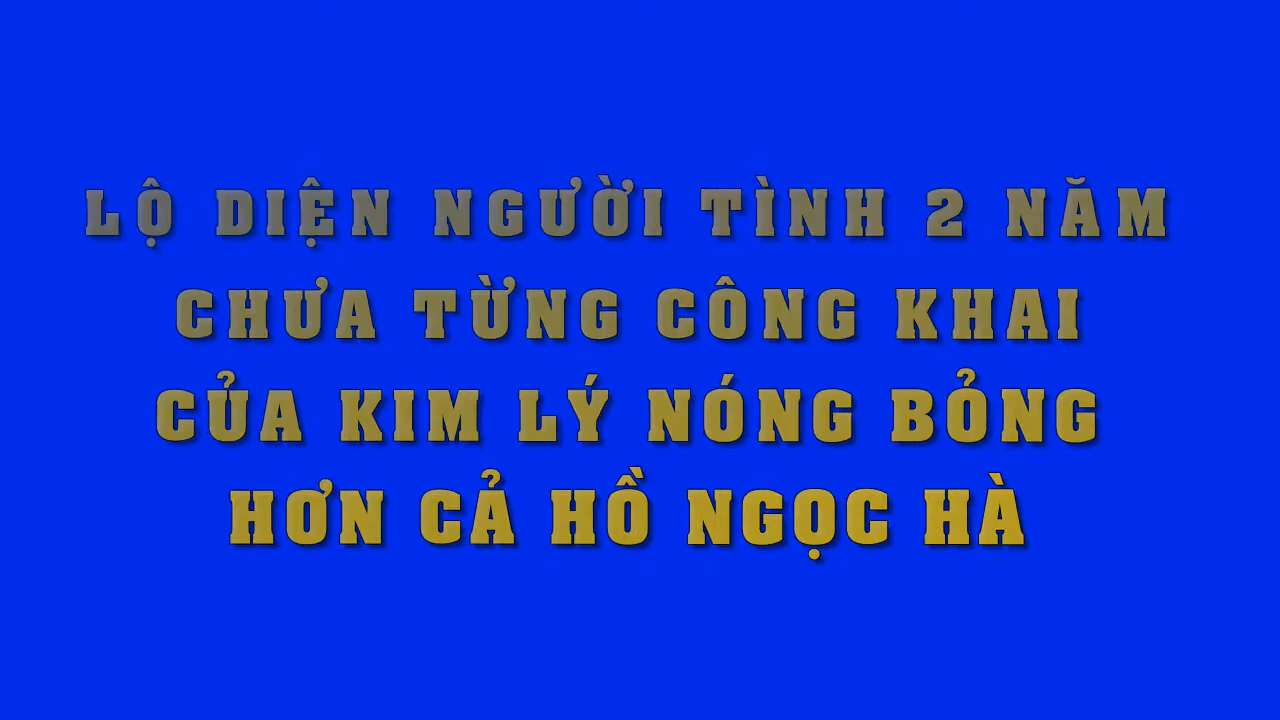 LỘ DIỆN NGƯỜI TÌNH 2 NĂM
CHƯA TỪNG CÔNG KHAI
CỦA KIM LÝ NÓNG BỎNG
HƠN CẢ HỒ NGỌC HÀ